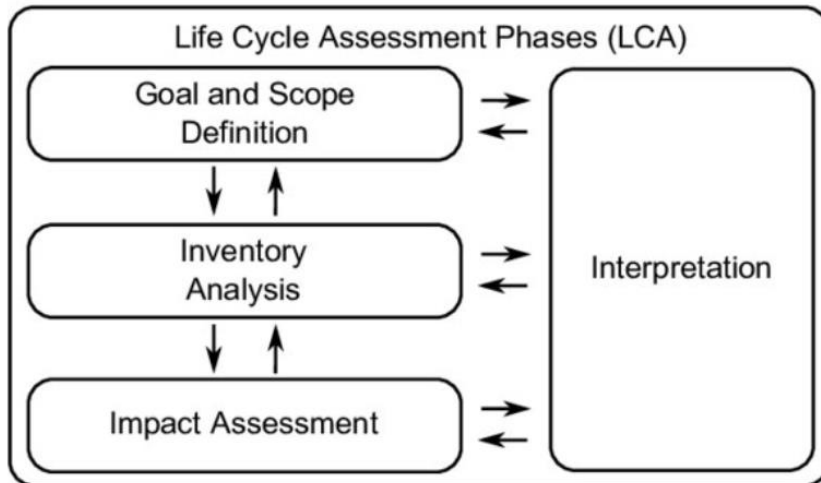 Life Cycle Assessment Phases (LCA)
Goal and Scope
Definition
Inventory
Analysis
Impact Assessment
Interpretation